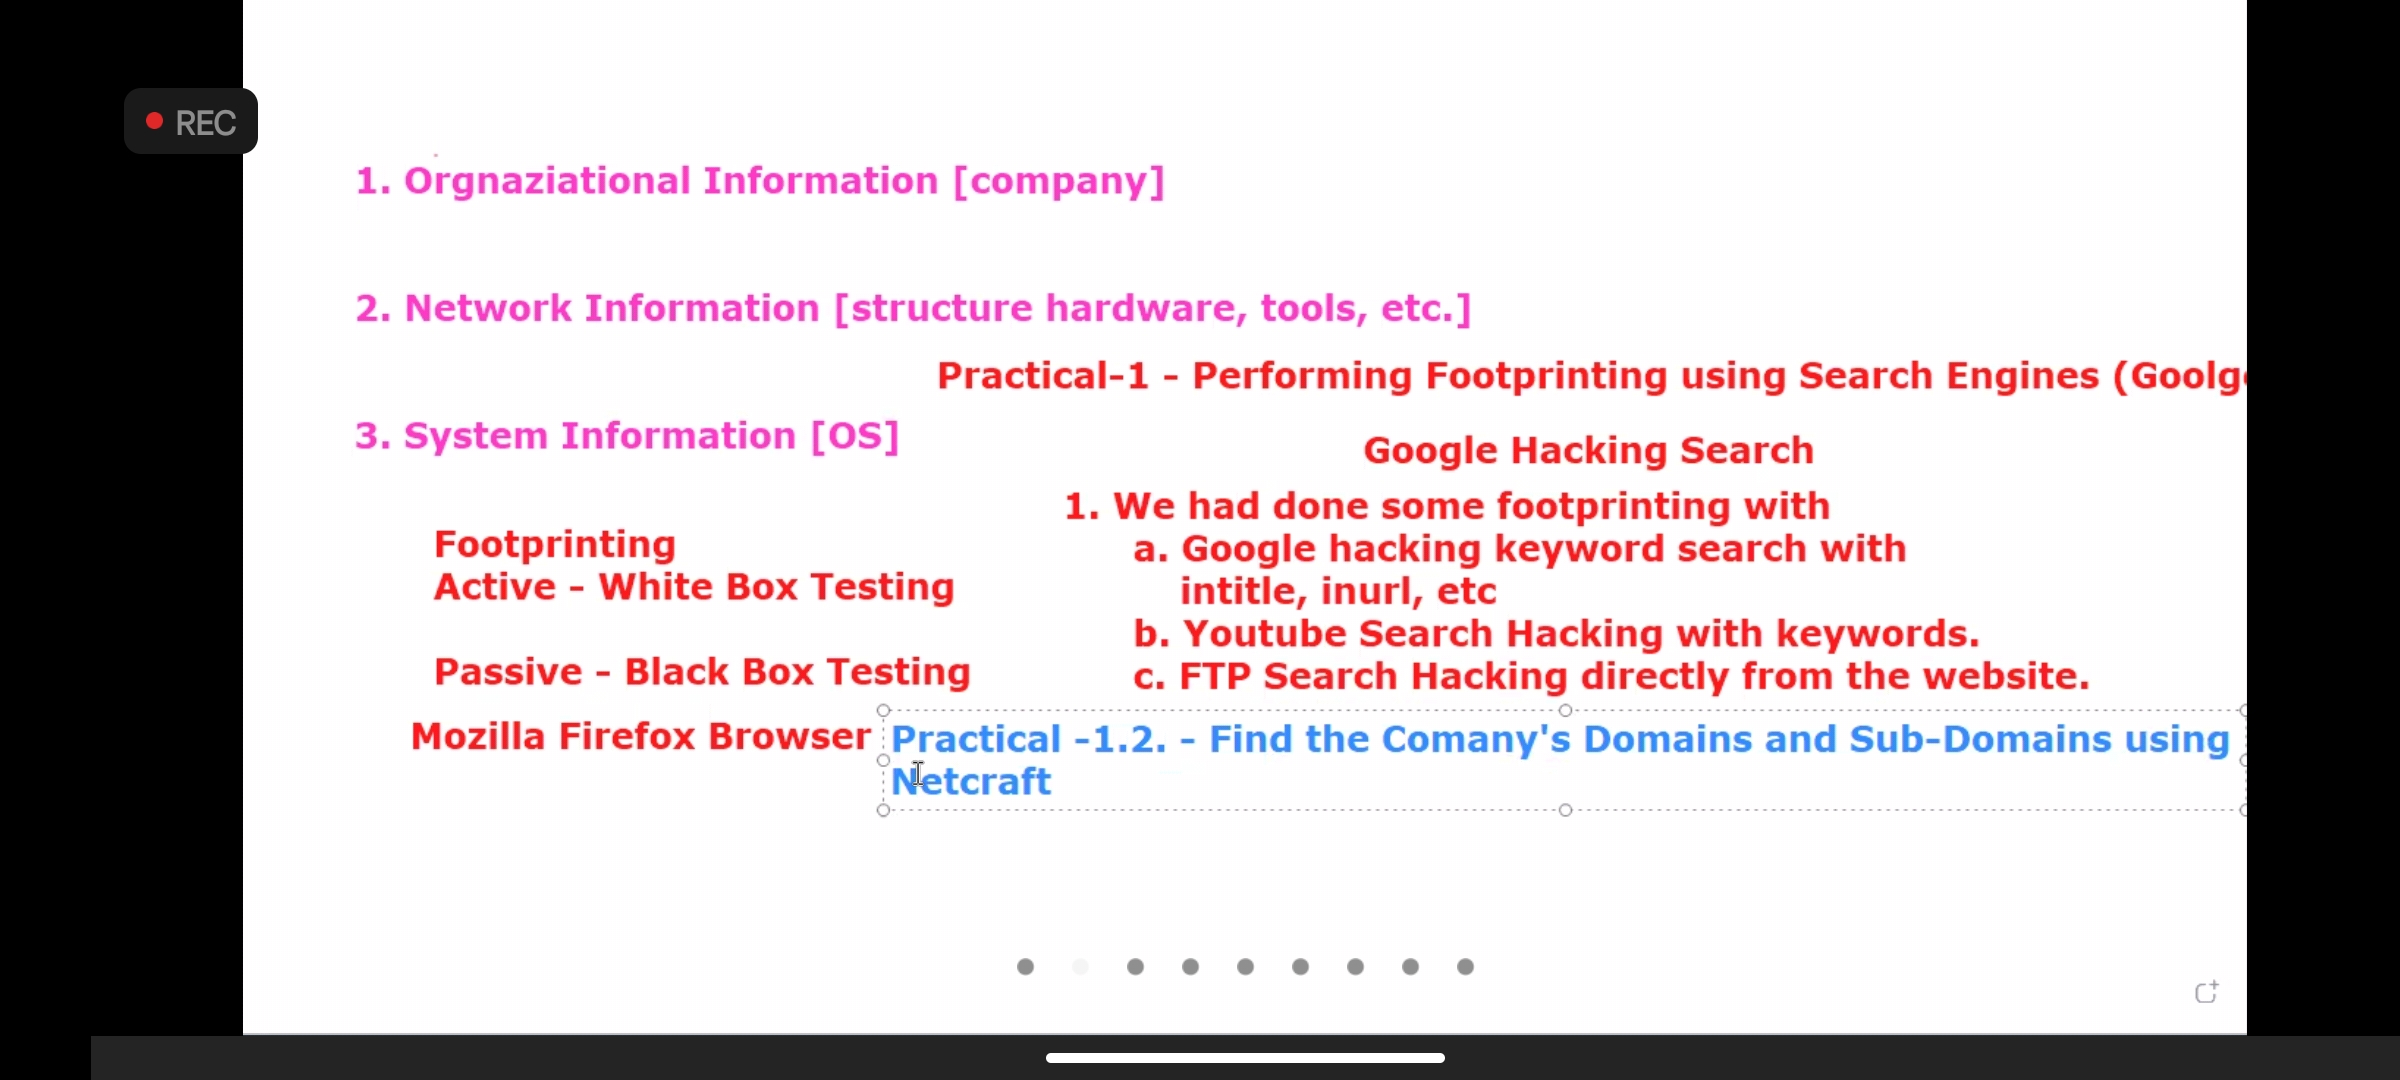 REC
1. Orgnaziational Information [company]
2. Network Information [structure hardware, tools, etc.]
Practical-1 - Performing Footprinting using Search Engines (Goolg
3. System Information [OS]
Google Hacking Search
1. We had done some footprinting with
a. Google hacking keyword search with
intitle, inurl, etc
b. Youtube Search Hacking with keywords.
c. FTP Search Hacking directly from the website.
Footprinting
Active - White Box Testing
Passive - Black Box Testing
Mozilla Firefox Browser
Practical -1.2. - Find the Comany's Domains and Sub-Domains using
Netcraft